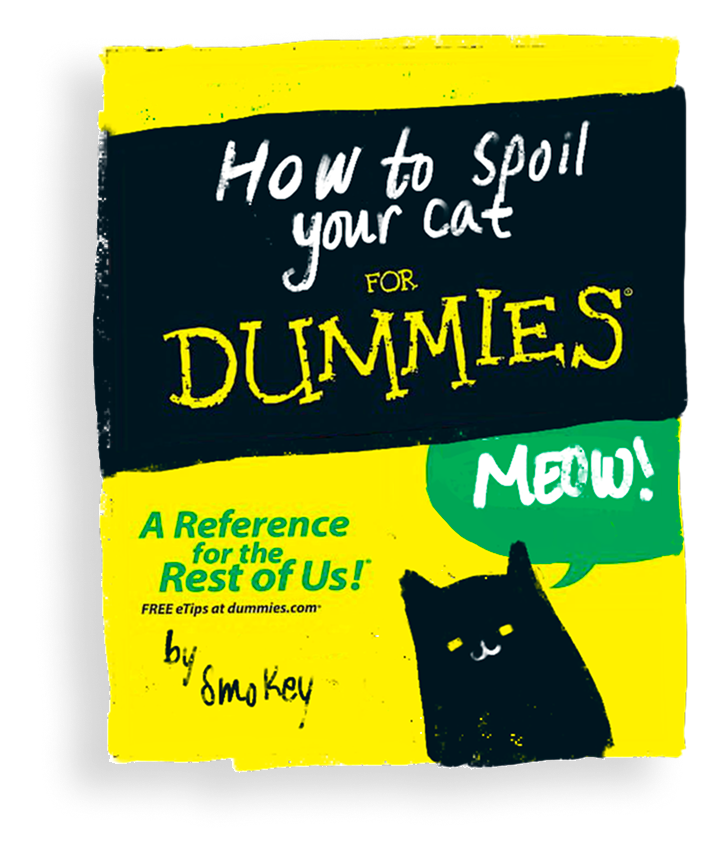 How to spoil
your cat
FOR
DUMMIES®
MEOW!
A Reference
for the
Rest of Us!®
FREE eTips at dummies.com®
by
Smokey